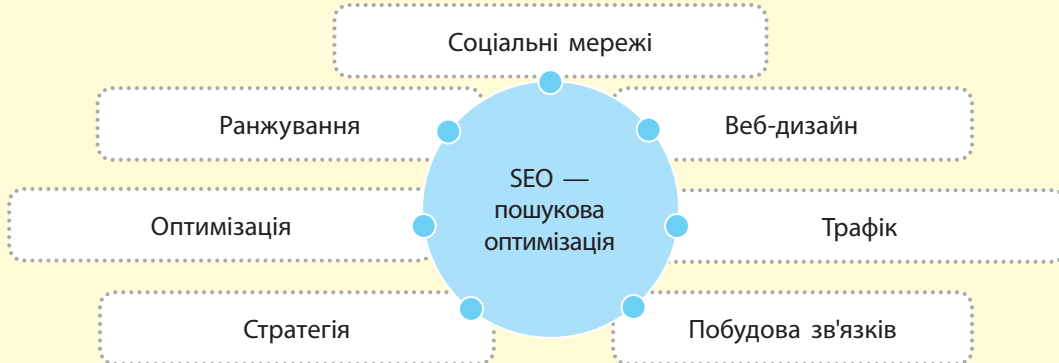 Соціальні мережі
Ранжування
Веб-дизайн
SEO —
пошукова
оптимізація
Оптимізація
Трафік
Стратегія
Побудова зв'язків